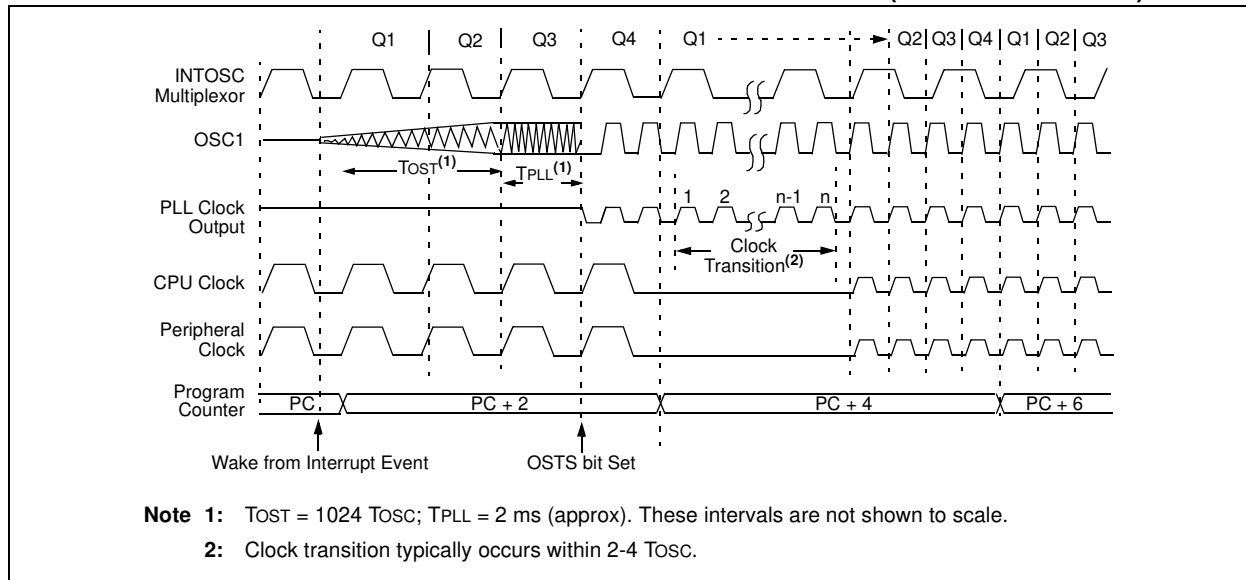 Q1 Q2 Q3 Q4 Q1 Q2 Q3 Q4 Q1 Q2 Q3
INTOSC
Multiplexor
OSC1
TOST(1)
TPLL(1)
1 2 n-1 n
PLL Clock
Output
Clock
Transition(2)
CPU Clock
Peripheral
Clock
Program
Counter
PC PC + 2 PC + 4 PC + 6
Wake from Interrupt Event OSTS bit Set
Note 1: TOST = 1024 TOSC; TPLL = 2 ms (approx). These intervals are not shown to scale.
2: Clock transition typically occurs within 2-4 TOSC.